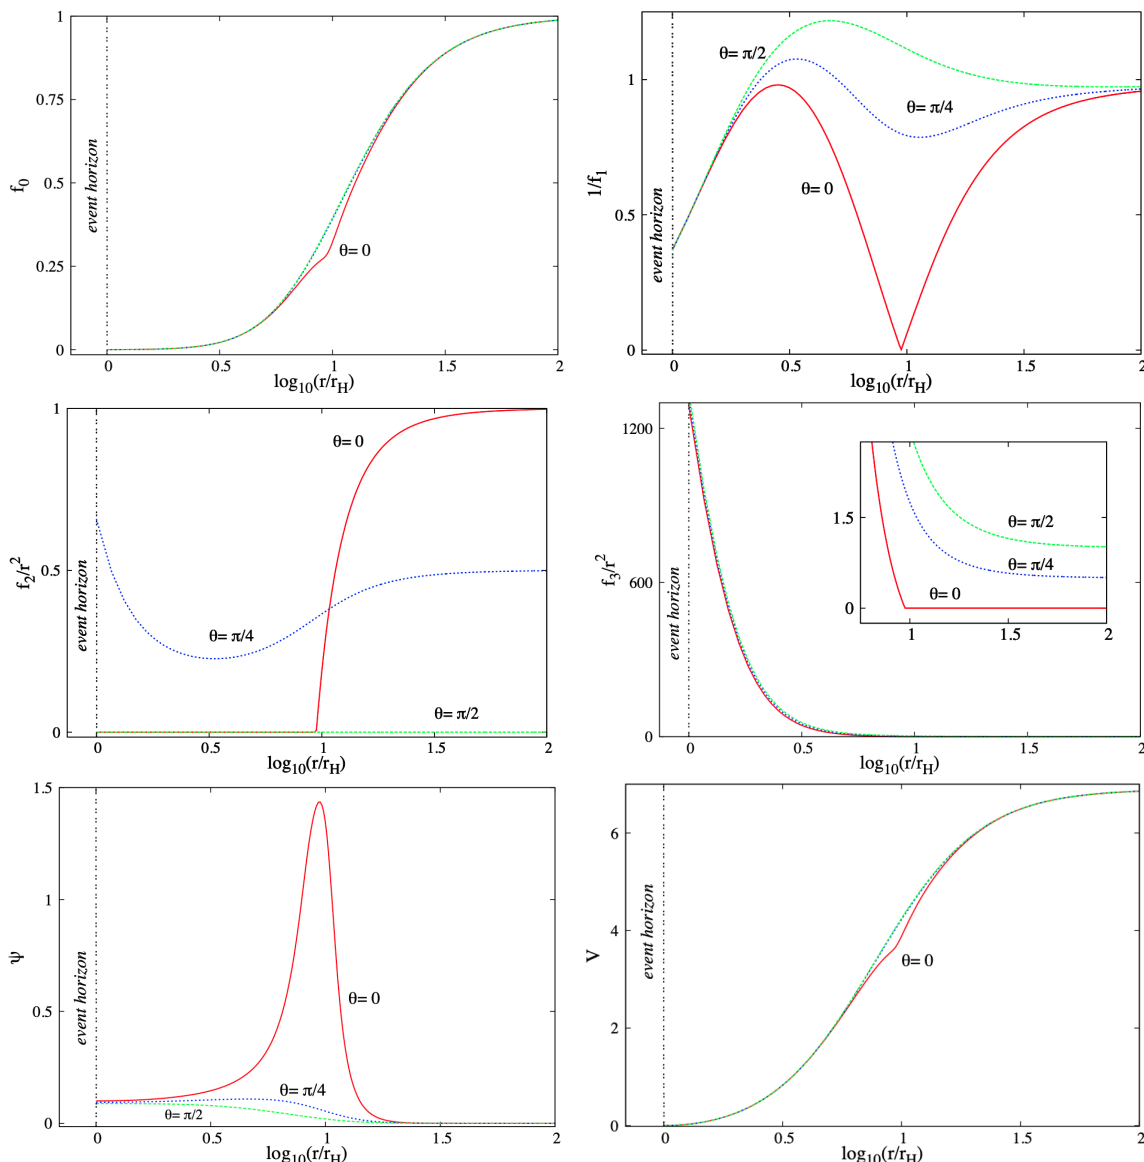 1
0.75
0.5
0.25
0
f₀
event horizon
θ= 0
0
0.5
1
1.5
2
log₁₀(r/r_H)
1
0.5
0
1/f₁
event horizon
θ= π/2
θ= π/4
θ= 0
0
0.5
1
1.5
2
log₁₀(r/r_H)
1
0.5
0
f₂/r²
event horizon
θ= 0
θ= π/4
θ= π/2
0
0.5
1
1.5
2
log₁₀(r/r_H)
1200
600
0
f₃/r²
event horizon
1.5
0
θ= π/2
θ= π/4
θ= 0
1
1.5
2
0
0.5
1
1.5
2
log₁₀(r/r_H)
1.5
1
0.5
0
ψ
event horizon
θ= 0
θ= π/4
θ= π/2
0
0.5
1
1.5
2
log₁₀(r/r_H)
6
4
2
0
V
event horizon
θ= 0
0
0.5
1
1.5
2
log₁₀(r/r_H)